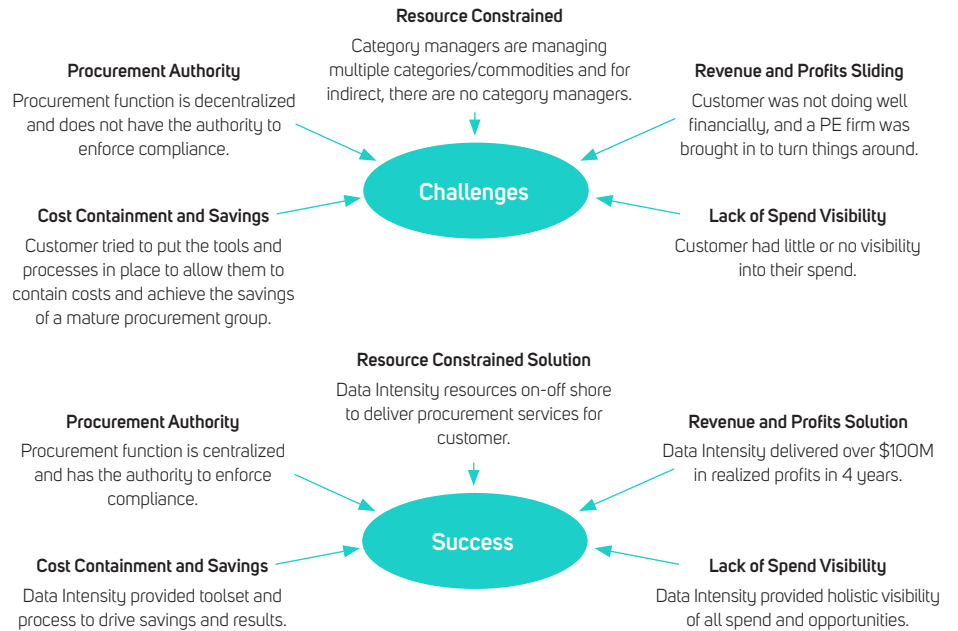 Resource Constrained
Category managers are managing
multiple categories/commodities and for
indirect, there are no category managers.
Procurement Authority
Procurement function is decentralized
and does not have the authority to
enforce compliance.
Revenue and Profits Sliding
Customer was not doing well
financially, and a PE firm was
brought in to turn things around.
Challenges
Cost Containment and Savings
Customer tried to put the tools and
processes in place to allow them to
contain costs and achieve the savings
of a mature procurement group.
Lack of Spend Visibility
Customer had little or no visibility
into their spend.
Resource Constrained Solution
Data Intensity resources on-off shore
to deliver procurement services for
customer.
Procurement Authority
Procurement function is centralized
and has the authority to enforce
compliance.
Revenue and Profits Solution
Data Intensity delivered over $100M
in realized profits in 4 years.
Success
Cost Containment and Savings
Data Intensity provided toolset and
process to drive savings and results.
Lack of Spend Visibility
Data Intensity provided holistic visibility
of all spend and opportunities.